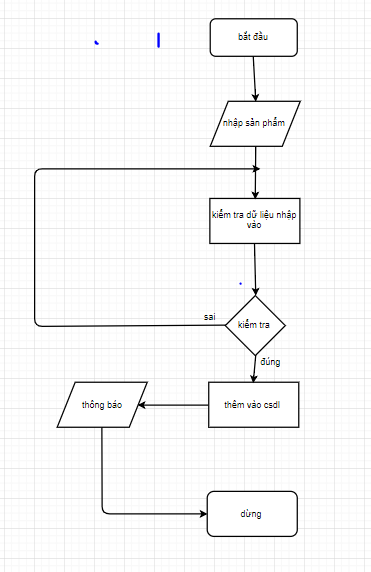 bắt đầu
nhập sản phẩm
kiểm tra dữ liệu nhập
vào
sai
kiểm tra
đúng
thông báo
thêm vào csdl
dừng